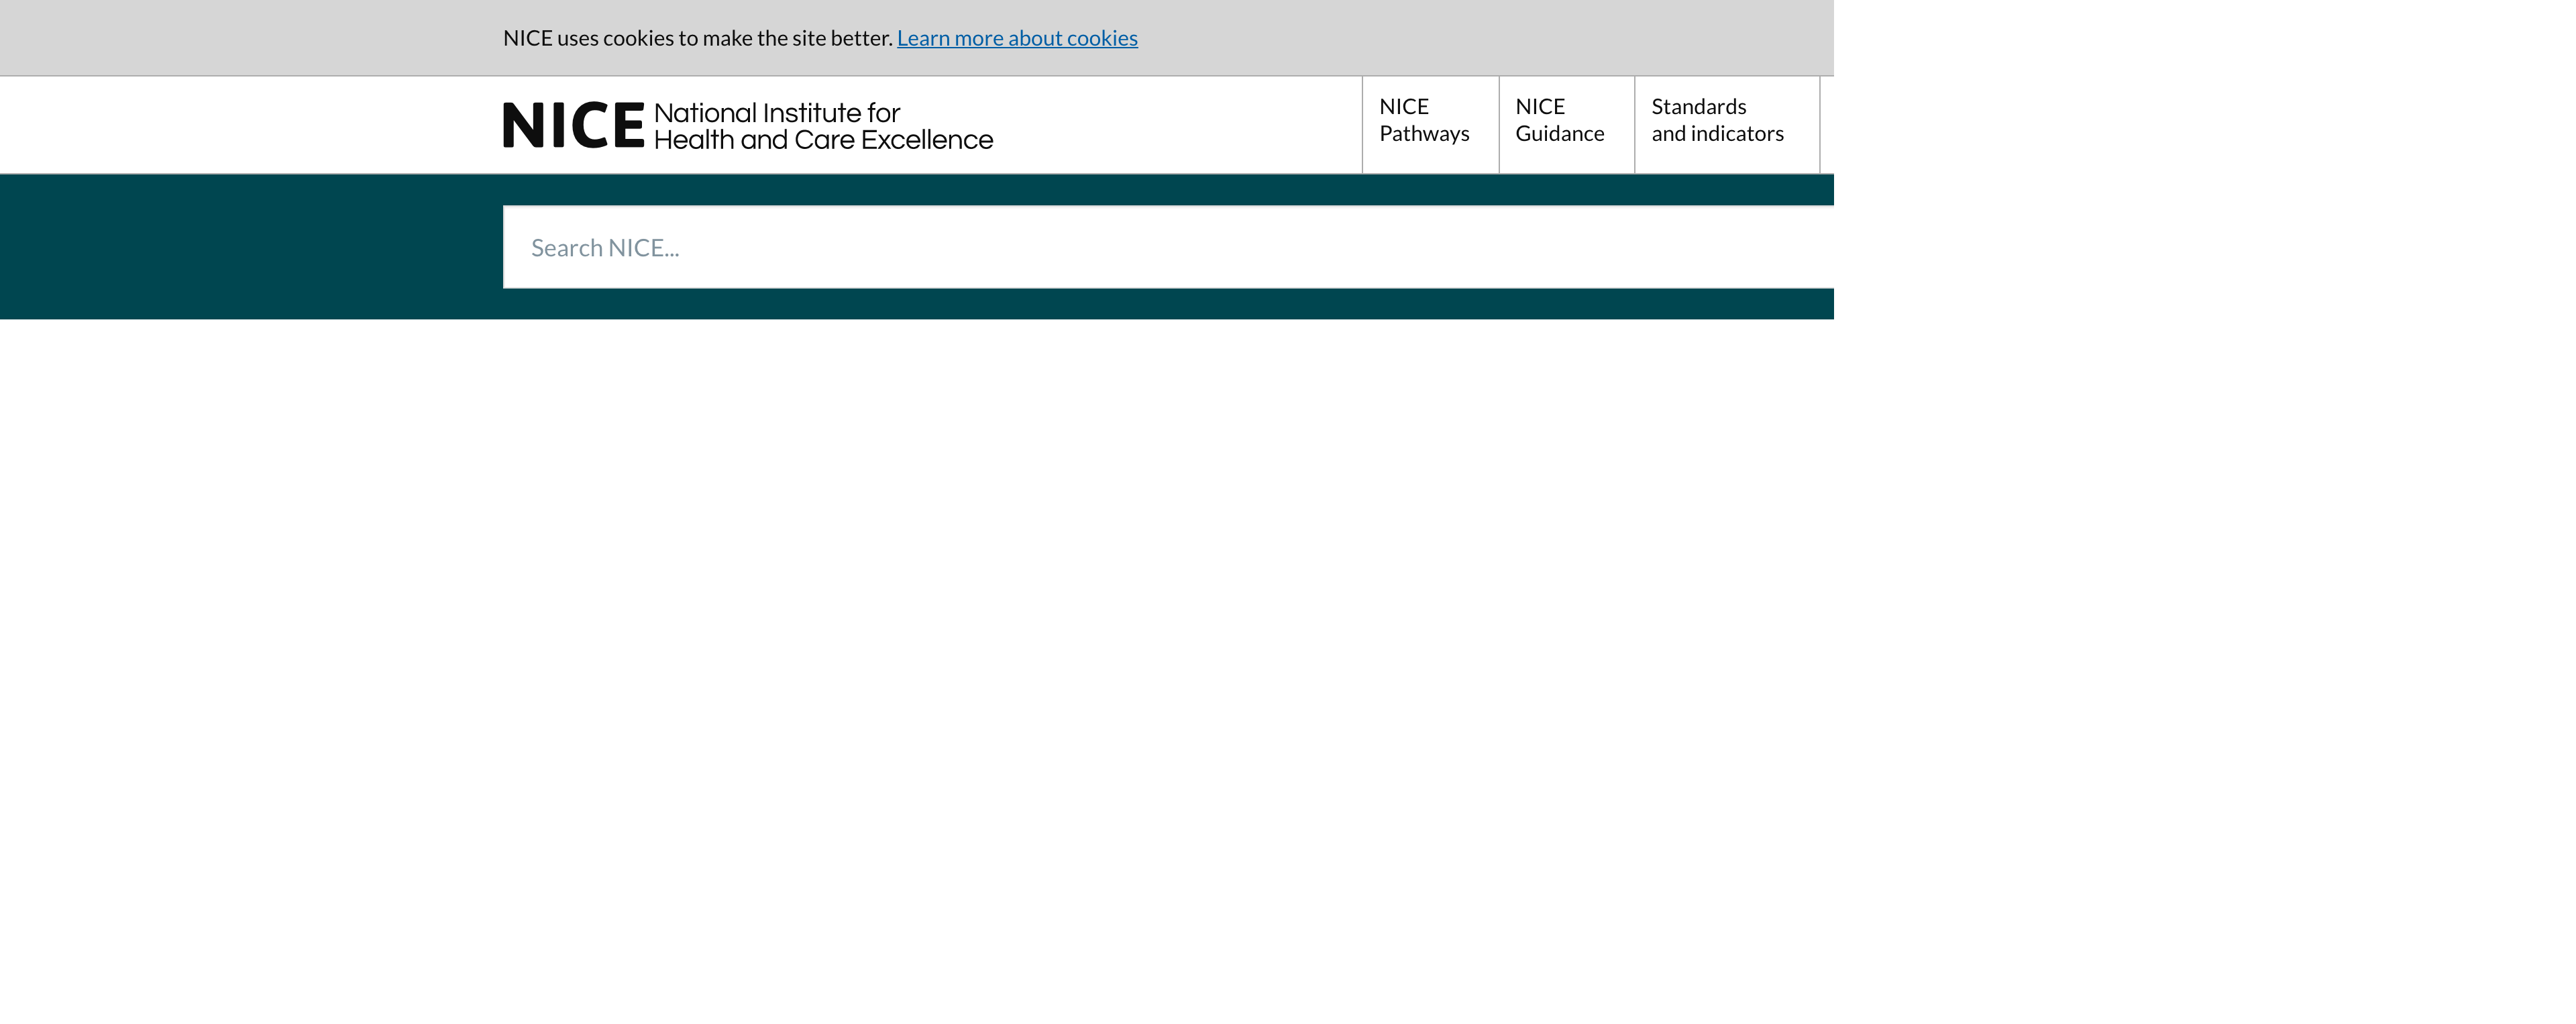 NICE uses cookies to make the site better. Learn more about cookies
NICE National Institute for
Health and Care Excellence
NICE
Pathways
NICE
Guidance
Standards
and indicators
Search NICE...